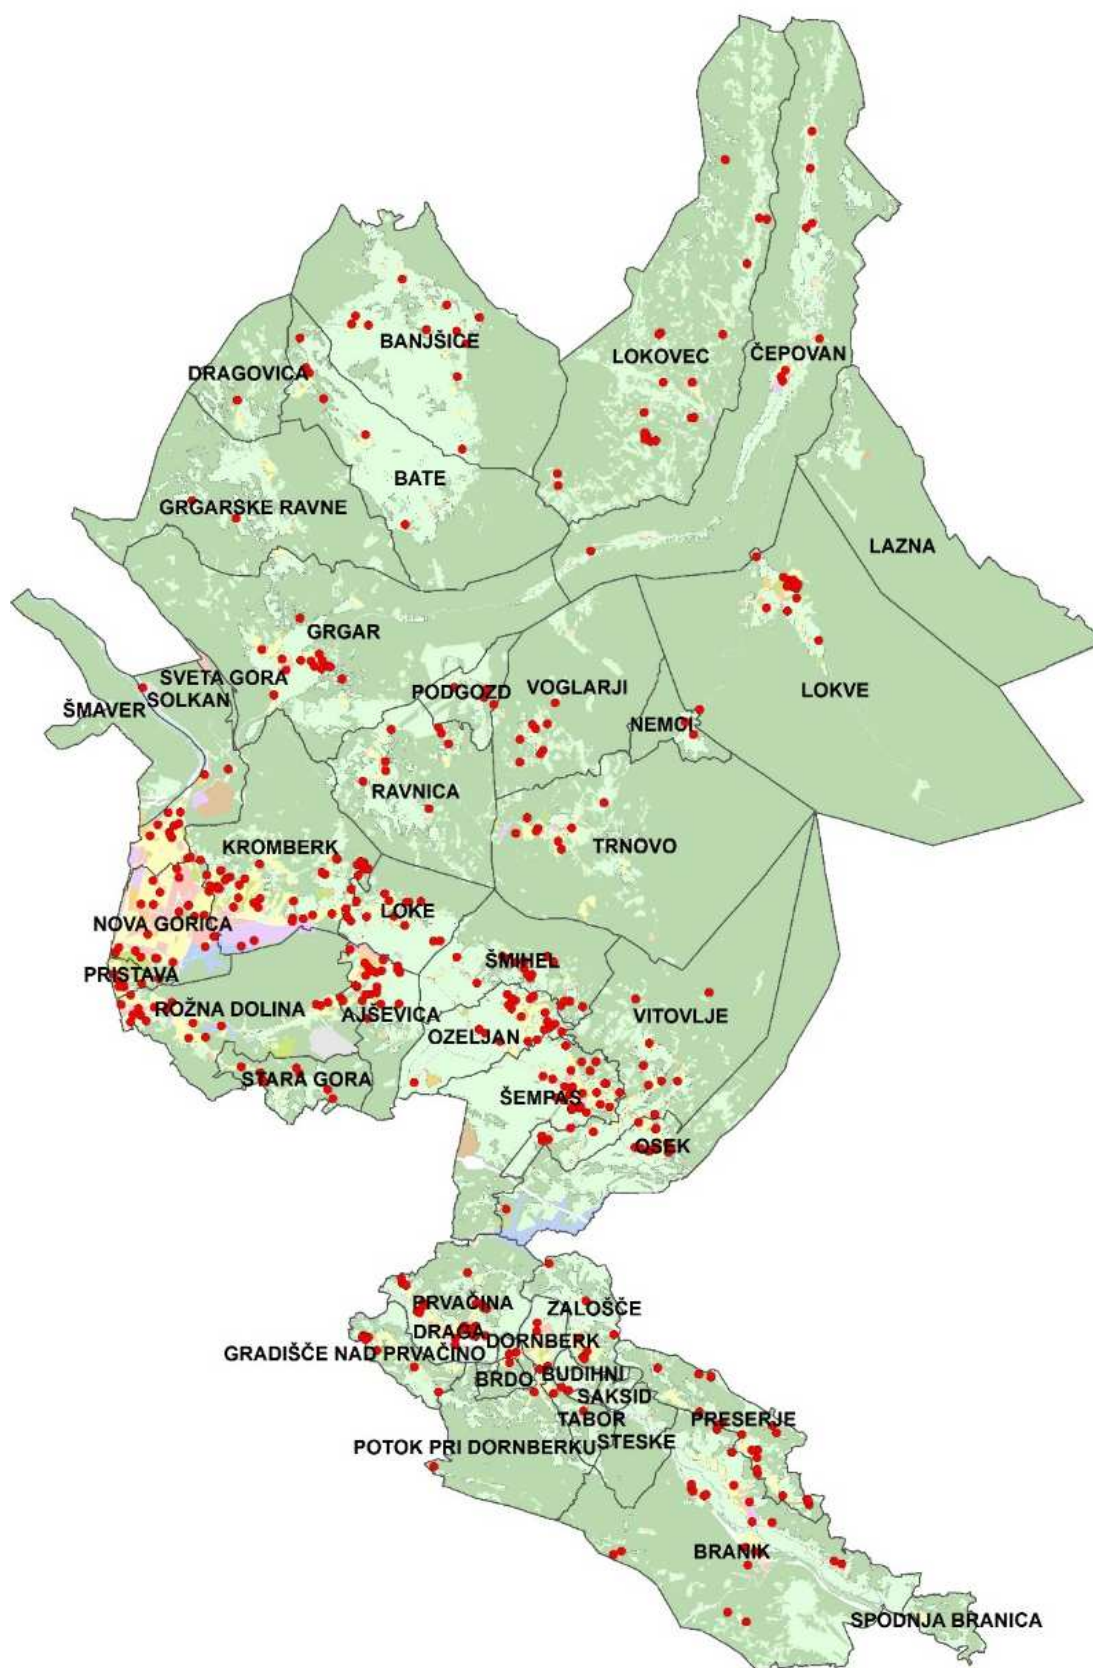 BANJŠICE
LOKOVEC
ČEPOVAN
DRAGOVICA
BATE
GRGARSKE RAVNE
LAZNA
GRGAR
SVETA GORA
SOLKAN
ŠMAVER
PODGOZD
VOGLARJI
LOKVE
NEMCI
RAVNICA
TRNOVO
KROMBERK
LOKE
NOVA GORICA
ŠMIHEL
PRISTAVA
ROŽNA DOLINA
AJŠEVICA
VITOVLJE
OZELJAN
STARA GORA
ŠEMPAS
OSEK
PRVAČINA
ZALOŠČE
DRAGA
DORNBERK
GRADIŠČE NAD PRVAČINO
BRDO
BUDIHNI
SAKSID
TABOR
PRESERJE
STESKE
POTOK PRI DORNBERKU
BRANIK
SPODNJA BRANICA